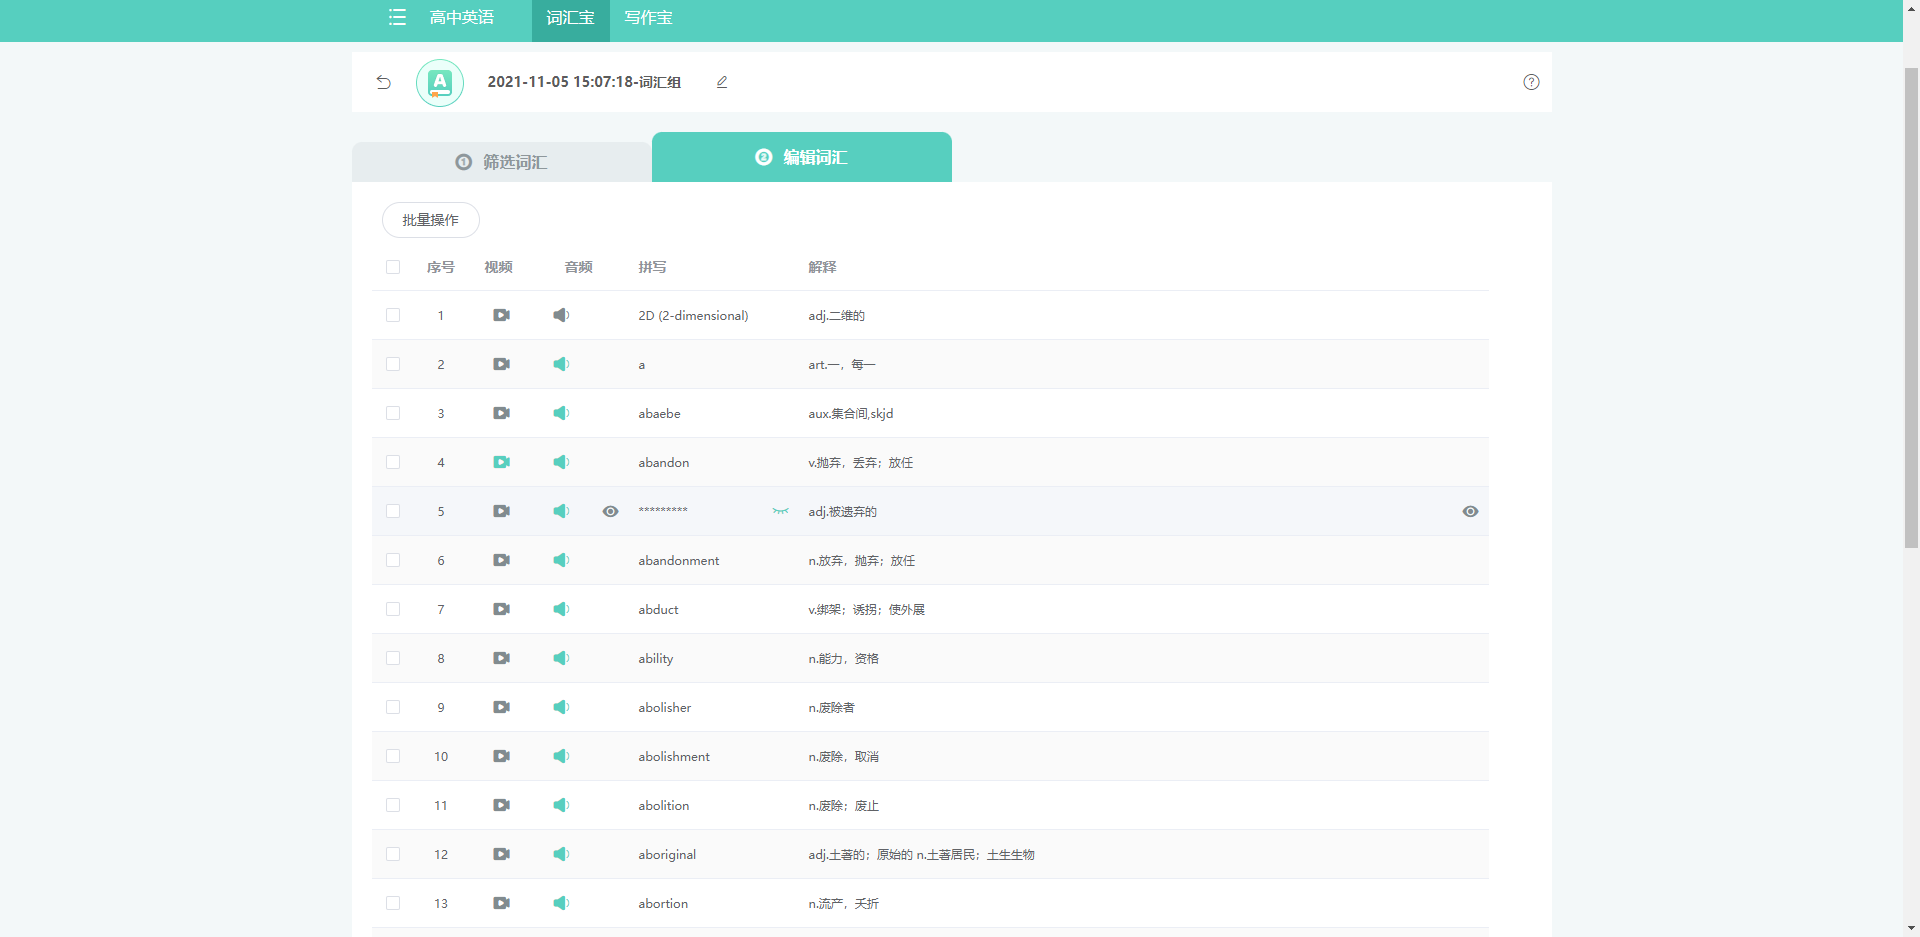 高中英语 词汇宝 写作宝
2021-11-05 15:07:18-词汇组
1 筛选词汇 2 编辑词汇
批量操作
序号 视频 音频 拼写 解释
1 2D (2-dimensional) adj.二维的
2 a art.一，每一
3 abaebe aux.集合间,skjd
4 abandon v.抛弃，丢弃；放任
5 ********* adj.被遗弃的
6 abandonment n.放弃，抛弃；放任
7 abduct v.绑架；诱拐；使外展
8 ability n.能力，资格
9 abolisher n.废除者
10 abolishment n.废除，取消
11 abolition n.废除；废止
12 aboriginal adj.土著的；原始的 n.土著居民；土生生物
13 abortion n.流产，夭折